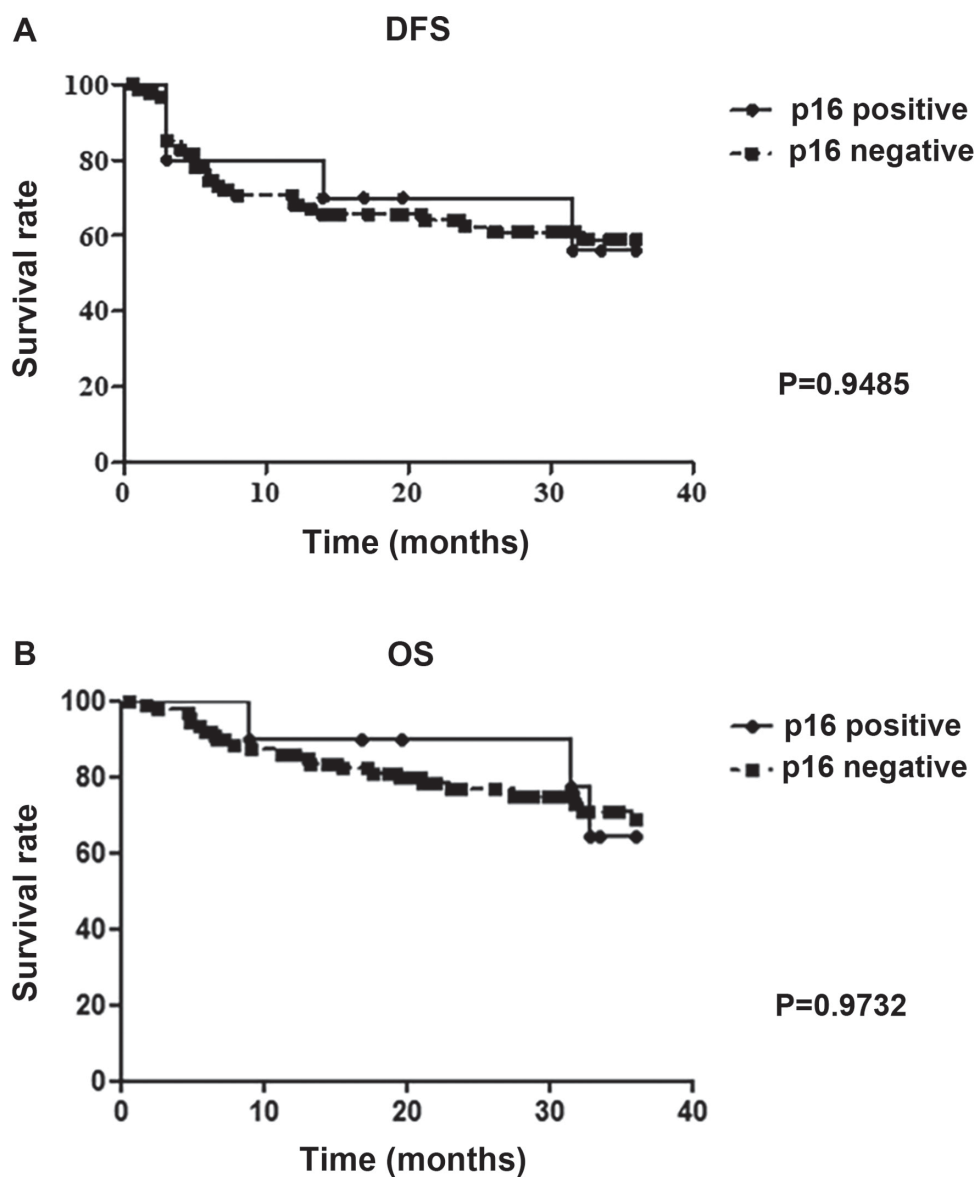 A
DFS
100
80
60
40
20
0
0 10 20 30 40
Survival rate
Time (months)
p16 positive
p16 negative
P=0.9485
B
OS
100
80
60
40
20
0
0 10 20 30 40
Survival rate
Time (months)
p16 positive
p16 negative
P=0.9732